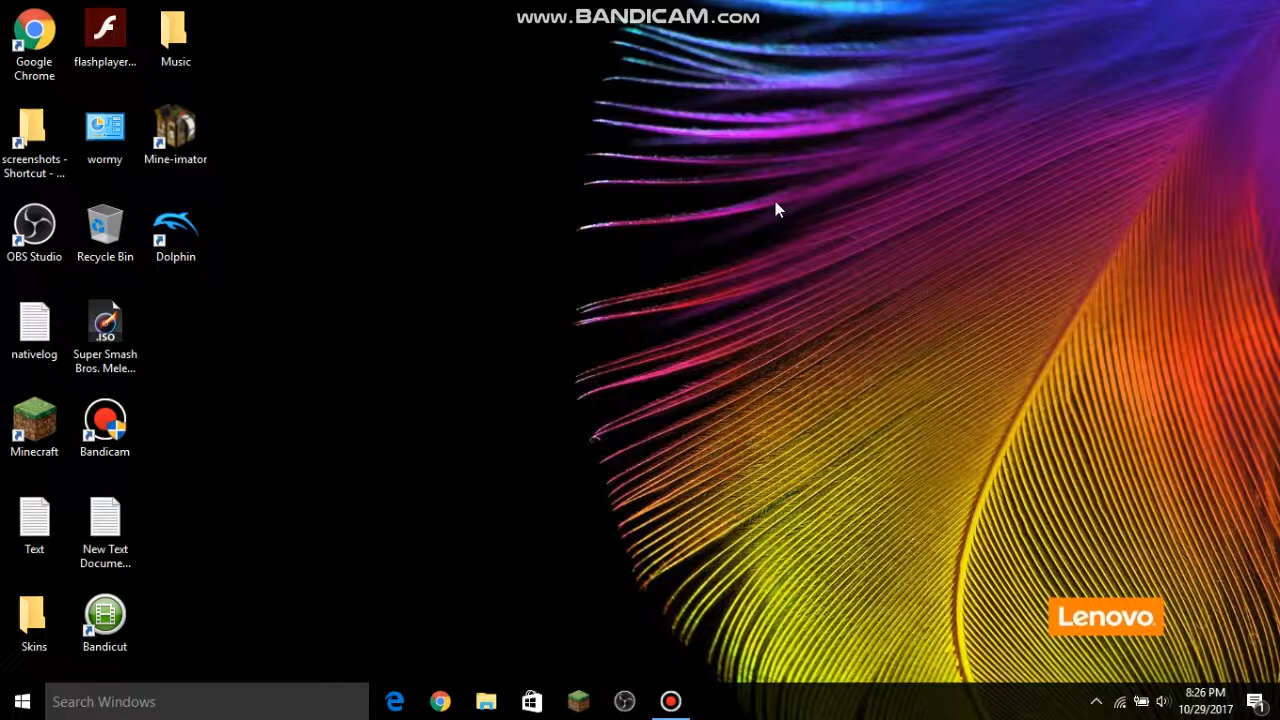 www.BANDICAM.com
Google
Chrome
flashplayer...
Music
screenshots -
Shortcut - ...
wormy
Mine-imator
OBS Studio
Recycle Bin
Dolphin
nativelog
.ISO
Super Smash
Bros. Mele...
Minecraft
Bandicam
Text
New Text
Docume...
Skins
Bandicut
Lenovo
Search Windows
8:26 PM
10/29/2017
1